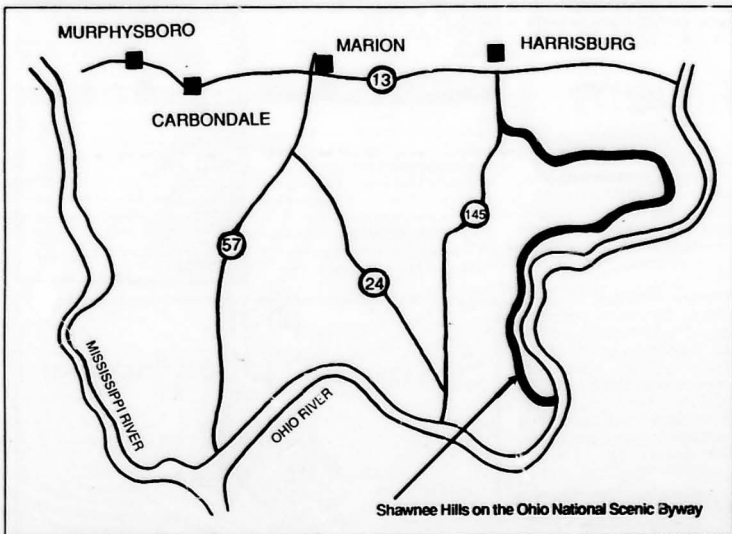 MURPHYSBORO
MARION
HARRISBURG
13
CARBONDALE
145
57
24
MISSISSIPPI RIVER
OHIO RIVER
Shawnee Hills on the Ohio National Scenic Byway